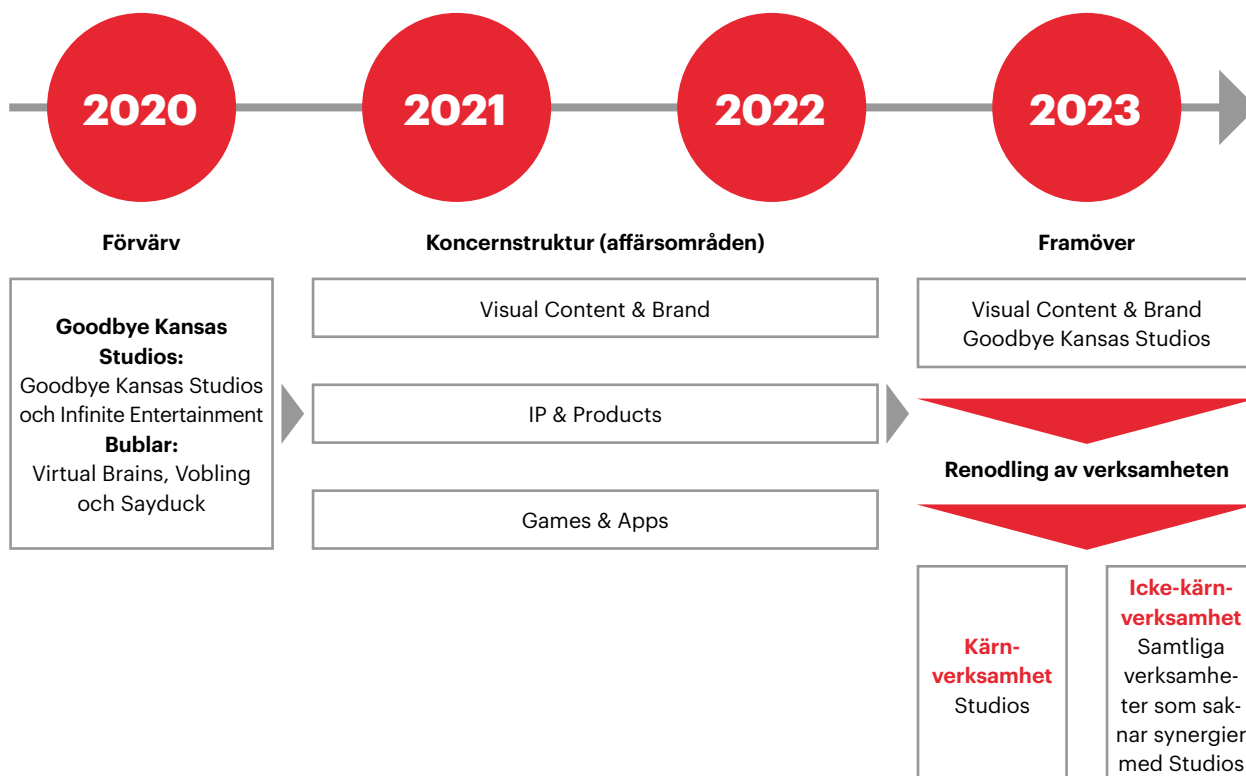 2020
2021
2022
2023
Förvärv
Koncernstruktur (affärsområden)
Framöver
Goodbye Kansas
Studios:
Goodbye Kansas Studios
och Infinite Entertainment
Bublar:
Virtual Brains, Vobling
och Sayduck
Visual Content & Brand
IP & Products
Games & Apps
Visual Content & Brand
Goodbye Kansas Studios
Renodling av verksamheten
Kärn-
verksamhet
Studios
Icke-kärn-
verksamhet
Samtliga
verksamhe-
ter som sak-
nar synergier
med Studios